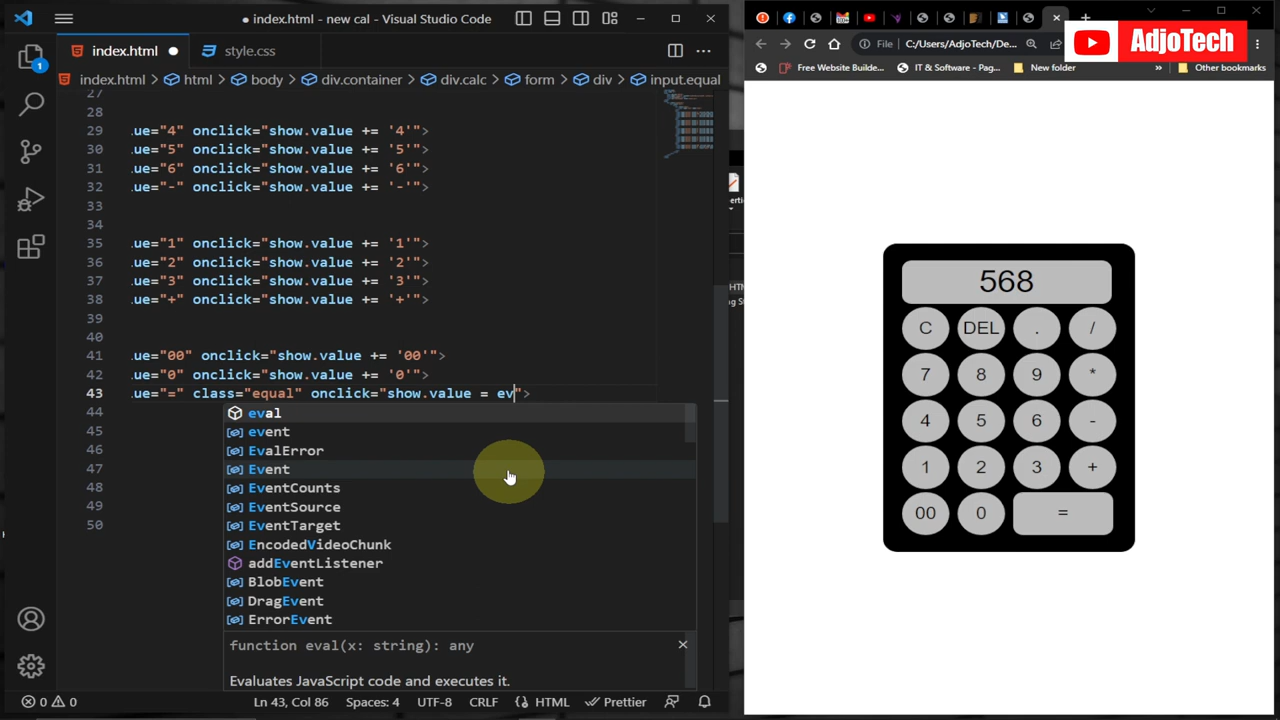 index.html - new cal - Visual Studio Code
index.html
style.css
index.html > html > body > div.container > div.calc > form > div > input.equal
1
27
28
29 ue="4" onclick="show.value += '4'">
30 ue="5" onclick="show.value += '5'">
31 ue="6" onclick="show.value += '6'">
32 ue="-" onclick="show.value += '-'">
33
34
35 ue="1" onclick="show.value += '1'">
36 ue="2" onclick="show.value += '2'">
37 ue="3" onclick="show.value += '3'">
38 ue="+" onclick="show.value += '+'">
39
40
41 ue="00" onclick="show.value += '00'">
42 ue="0" onclick="show.value += '0'">
43 ue="=" class="equal" onclick="show.value = ev">
44
45
46
47
48
49
50
eval
event
EvalError
Event
EventCounts
EventSource
EventTarget
EncodedVideoChunk
addEventListener
BlobEvent
DragEvent
ErrorEvent
function eval(x: string): any
Evaluates JavaScript code and executes it.
0 0
Ln 43, Col 86
Spaces: 4
UTF-8
CRLF
HTML
Prettier
AdjoTech
File
C:/Users/AdjoTech/De...
Free Website Builde...
IT & Software - Pag...
New folder
»
Other bookmarks
568
C DEL . /
7 8 9 *
4 5 6 -
1 2 3 +
00 0 =